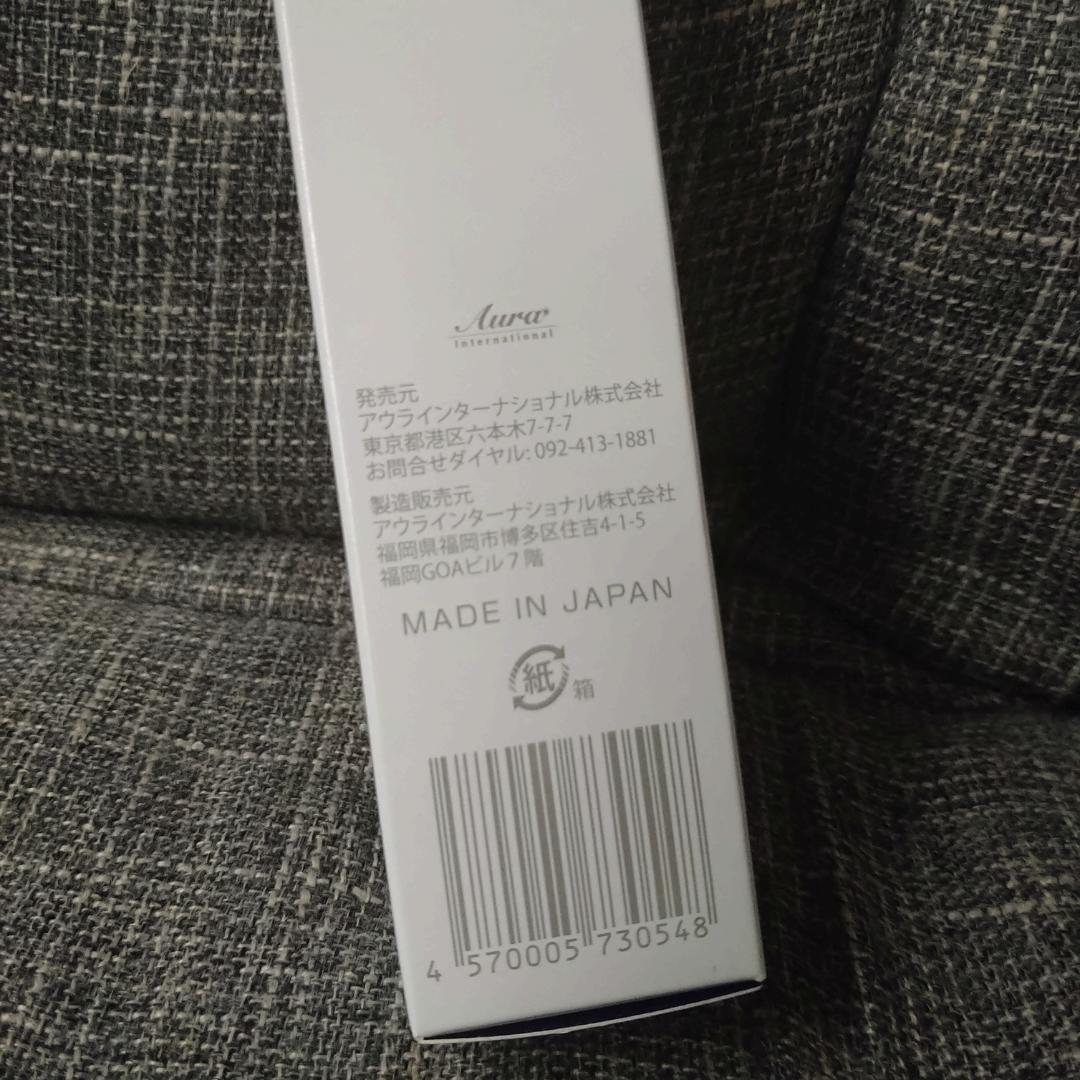 Aura
International
発売元
アウラインターナショナル株式会社
東京都港区六本木7-7-7
お問合せダイヤル:092-413-1881
製造販売元
アウラインターナショナル株式会社
福岡県福岡市博多区住吉4-1-5
福岡GOAビル7階
MADE IN JAPAN
紙 箱
4 570005 730548